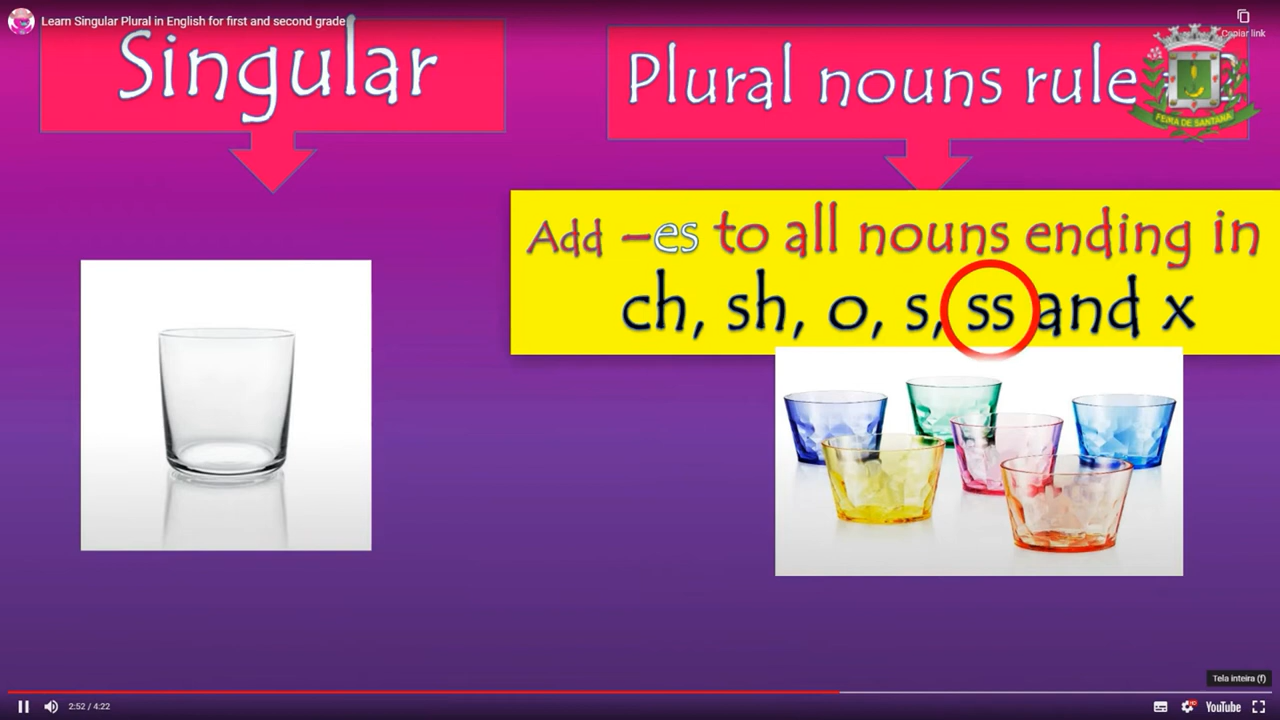 Learn Singular Plural in English for first and second grade
Copiar link
Singular
Plural nouns rule
FEIRA DE SANTANA
Add –es to all nouns ending in
ch, sh, o, s, ss and x
Tela inteira (f)
2:52 / 4:22
HD
YouTube